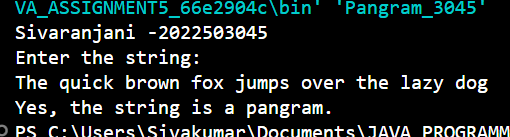 VA_ASSIGNMENT5_66e2904c\bin' 'Pangram_3045'
Sivaranjani -2022503045
Enter the string:
The quick brown fox jumps over the lazy dog
Yes, the string is a pangram.
PS C:\Users\Sivakumar\Documents\JAVA PROGRAMM